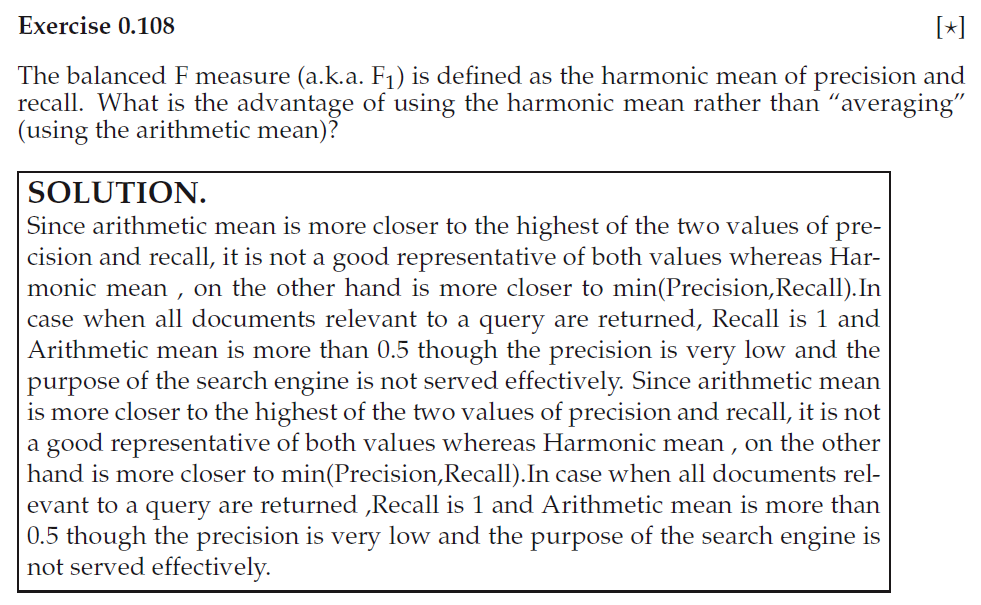 Exercise 0.108 [⋆]
The balanced F measure (a.k.a. F₁) is defined as the harmonic mean of precision and
recall. What is the advantage of using the harmonic mean rather than “averaging”
(using the arithmetic mean)?
SOLUTION.
Since arithmetic mean is more closer to the highest of the two values of pre-
cision and recall, it is not a good representative of both values whereas Har-
monic mean , on the other hand is more closer to min(Precision,Recall).In
case when all documents relevant to a query are returned, Recall is 1 and
Arithmetic mean is more than 0.5 though the precision is very low and the
purpose of the search engine is not served effectively. Since arithmetic mean
is more closer to the highest of the two values of precision and recall, it is not
a good representative of both values whereas Harmonic mean , on the other
hand is more closer to min(Precision,Recall).In case when all documents rel-
evant to a query are returned ,Recall is 1 and Arithmetic mean is more than
0.5 though the precision is very low and the purpose of the search engine is
not served effectively.